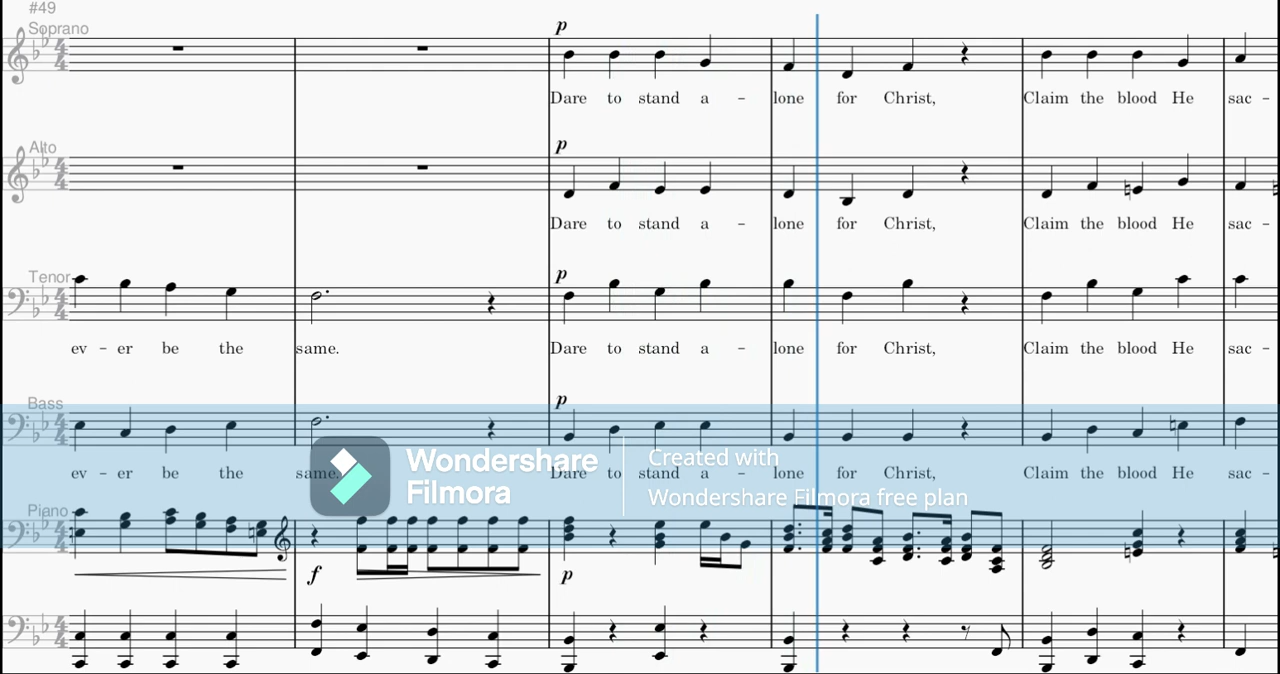 #49
Soprano
p
Dare to stand a - lone for Christ, Claim the blood He sac -
Alto
p
Dare to stand a - lone for Christ, Claim the blood He sac -
Tenor
p
ev - er be the same. Dare to stand a - lone for Christ, Claim the blood He sac -
Bass
p
ev - er be the same. Dare to stand a - lone for Christ, Claim the blood He sac -
Wondershare Filmora
Created with
Wondershare Filmora free plan
Piano
f p